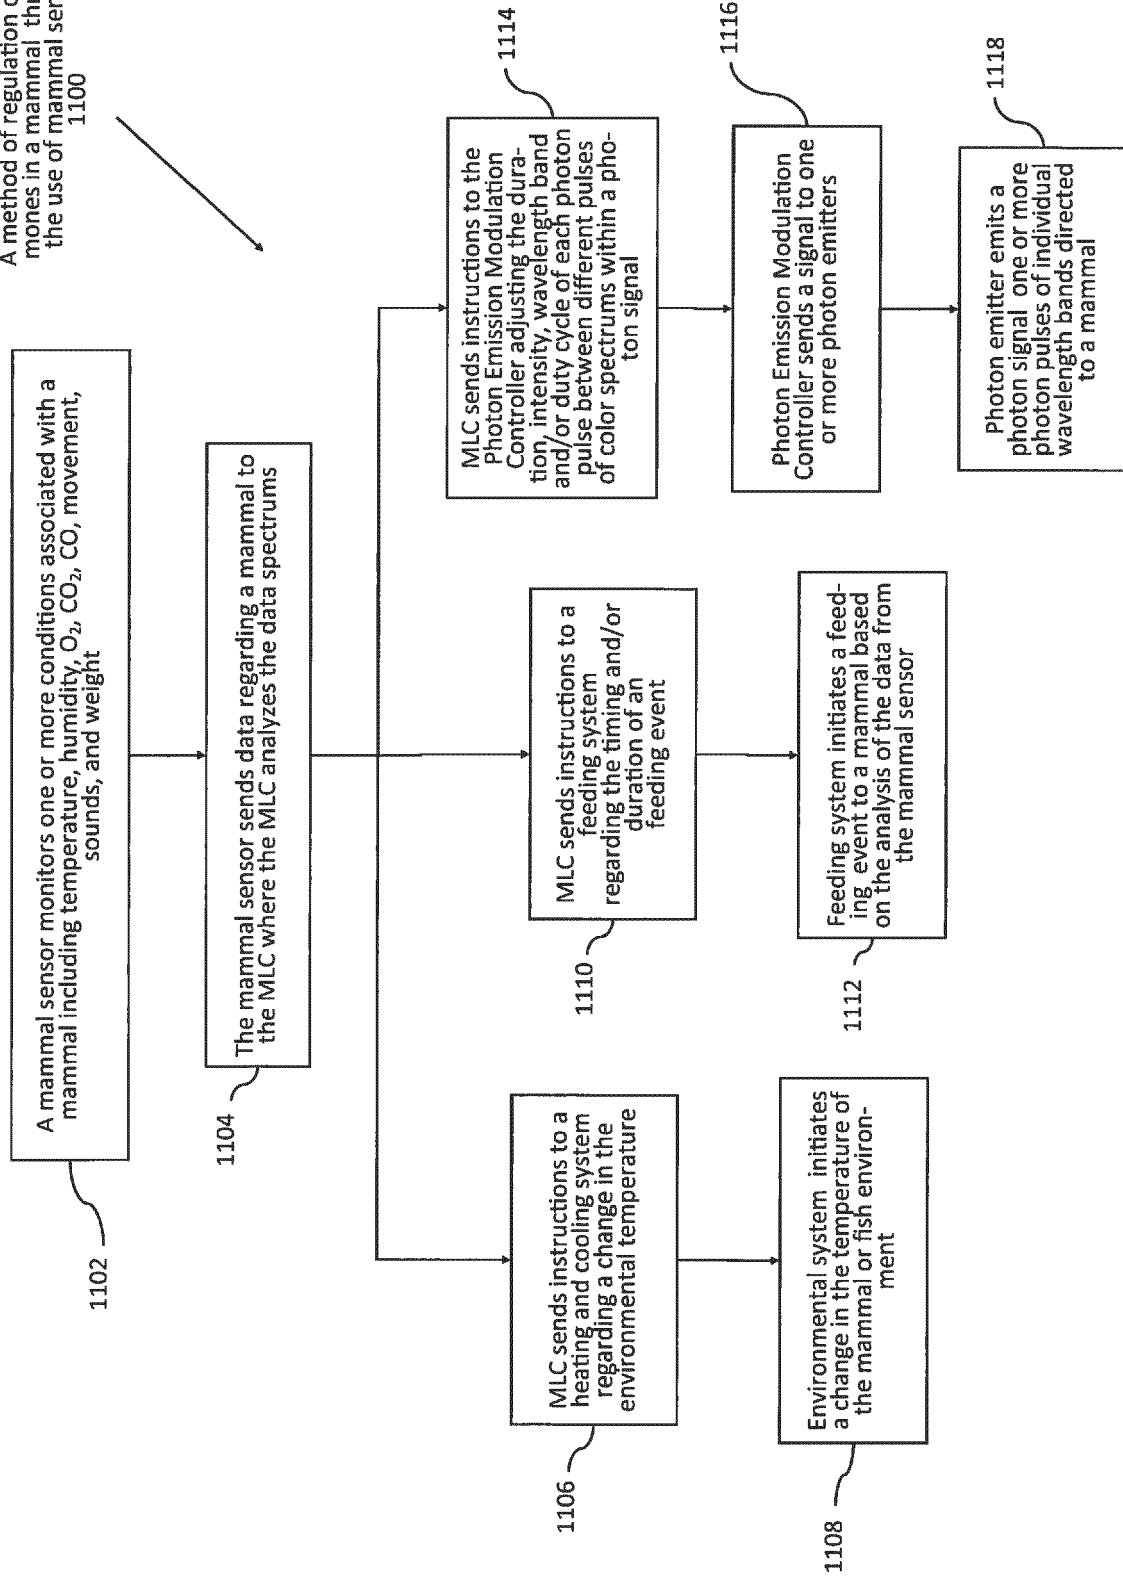 A method of regulation
mones in a mammal
the use of mammal
1100
A mammal sensor monitors one or more conditions associated with a
mammal including temperature, humidity, O₂, CO₂, CO, movement,
sounds, and weight
1102
The mammal sensor sends data regarding a mammal to
the MLC where the MLC analyzes the data spectrums
1104
MLC sends instructions to a
heating and cooling system
regarding a change in the
environmental temperature
1106
Environmental system initiates
a change in the temperature of
the mammal or fish environ-
ment
1108
MLC sends instructions to a
feeding system
regarding the timing and/or
duration of an
feeding event
1110
Feeding system initiates a feed-
ing event to a mammal based
on the analysis of the data from
the mammal sensor
1112
MLC sends instructions to the
Photon Emission Modulation
Controller adjusting the dura-
tion, intensity, wavelength band
and/or duty cycle of each photon
pulse between different pulses
of color spectrums within a pho-
ton signal
1114
Photon Emission Modulation
Controller sends a signal to one
or more photon emitters
1116
Photon emitter emits a
photon signal one or more
photon pulses of individual
wavelength bands directed
to a mammal
1118